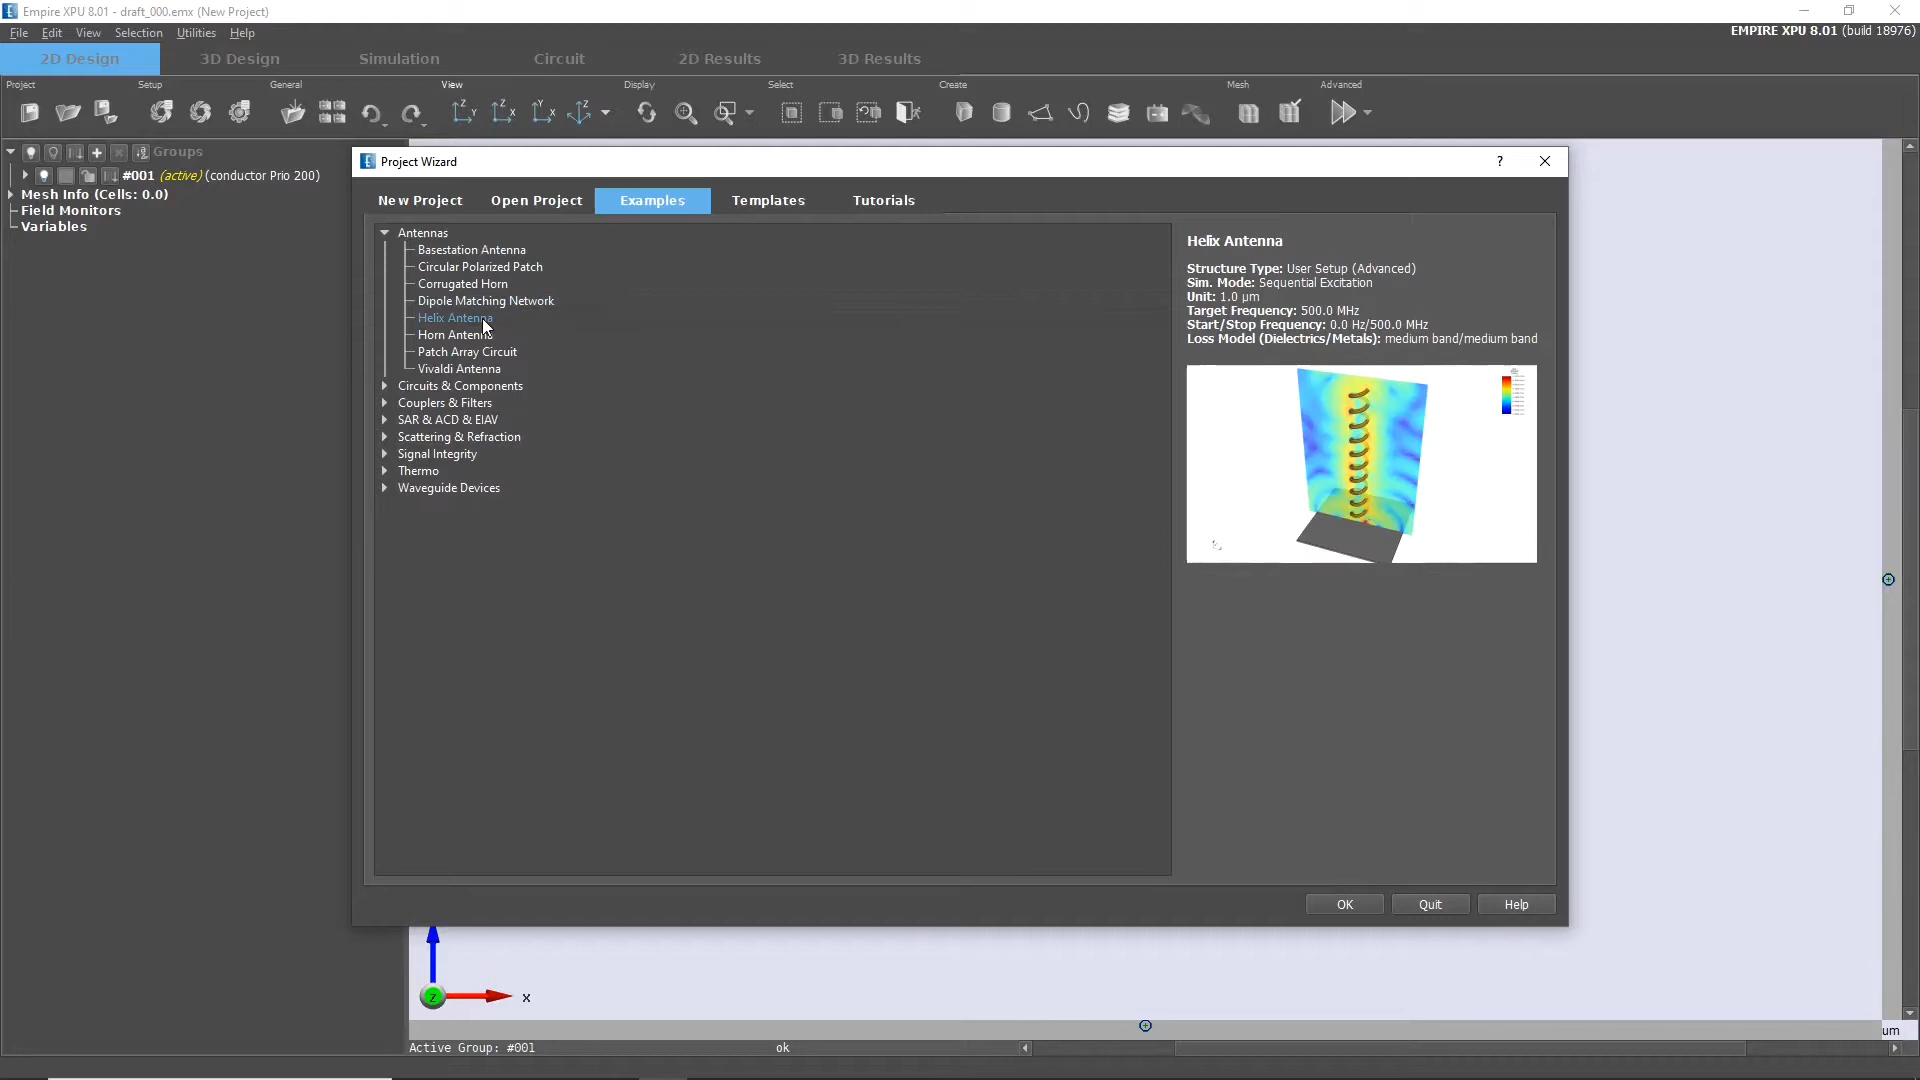 Empire XPU 8.01 - draft_000.emx (New Project)
File Edit View Selection Utilities Help
EMPIRE XPU 8.01 (build 18976)
2D Design 3D Design Simulation Circuit 2D Results 3D Results
Project Setup General View Display Select Create Mesh Advanced
Groups
#001 (active) (conductor Prio 200)
Mesh Info (Cells: 0.0)
Field Monitors
Variables
Project Wizard
?
New Project Open Project Examples Templates Tutorials
Antennas
Basestation Antenna
Circular Polarized Patch
Corrugated Horn
Dipole Matching Network
Helix Antenna
Horn Antenna
Patch Array Circuit
Vivaldi Antenna
Circuits & Components
Couplers & Filters
SAR & ACD & EIAV
Scattering & Refraction
Signal Integrity
Thermo
Waveguide Devices
Helix Antenna
Structure Type: User Setup (Advanced)
Sim. Mode: Sequential Excitation
Unit: 1.0 µm
Target Frequency: 500.0 MHz
Start/Stop Frequency: 0.0 Hz/500.0 MHz
Loss Model (Dielectrics/Metals): medium band/medium band
OK Quit Help
z x
um
Active Group: #001 ok